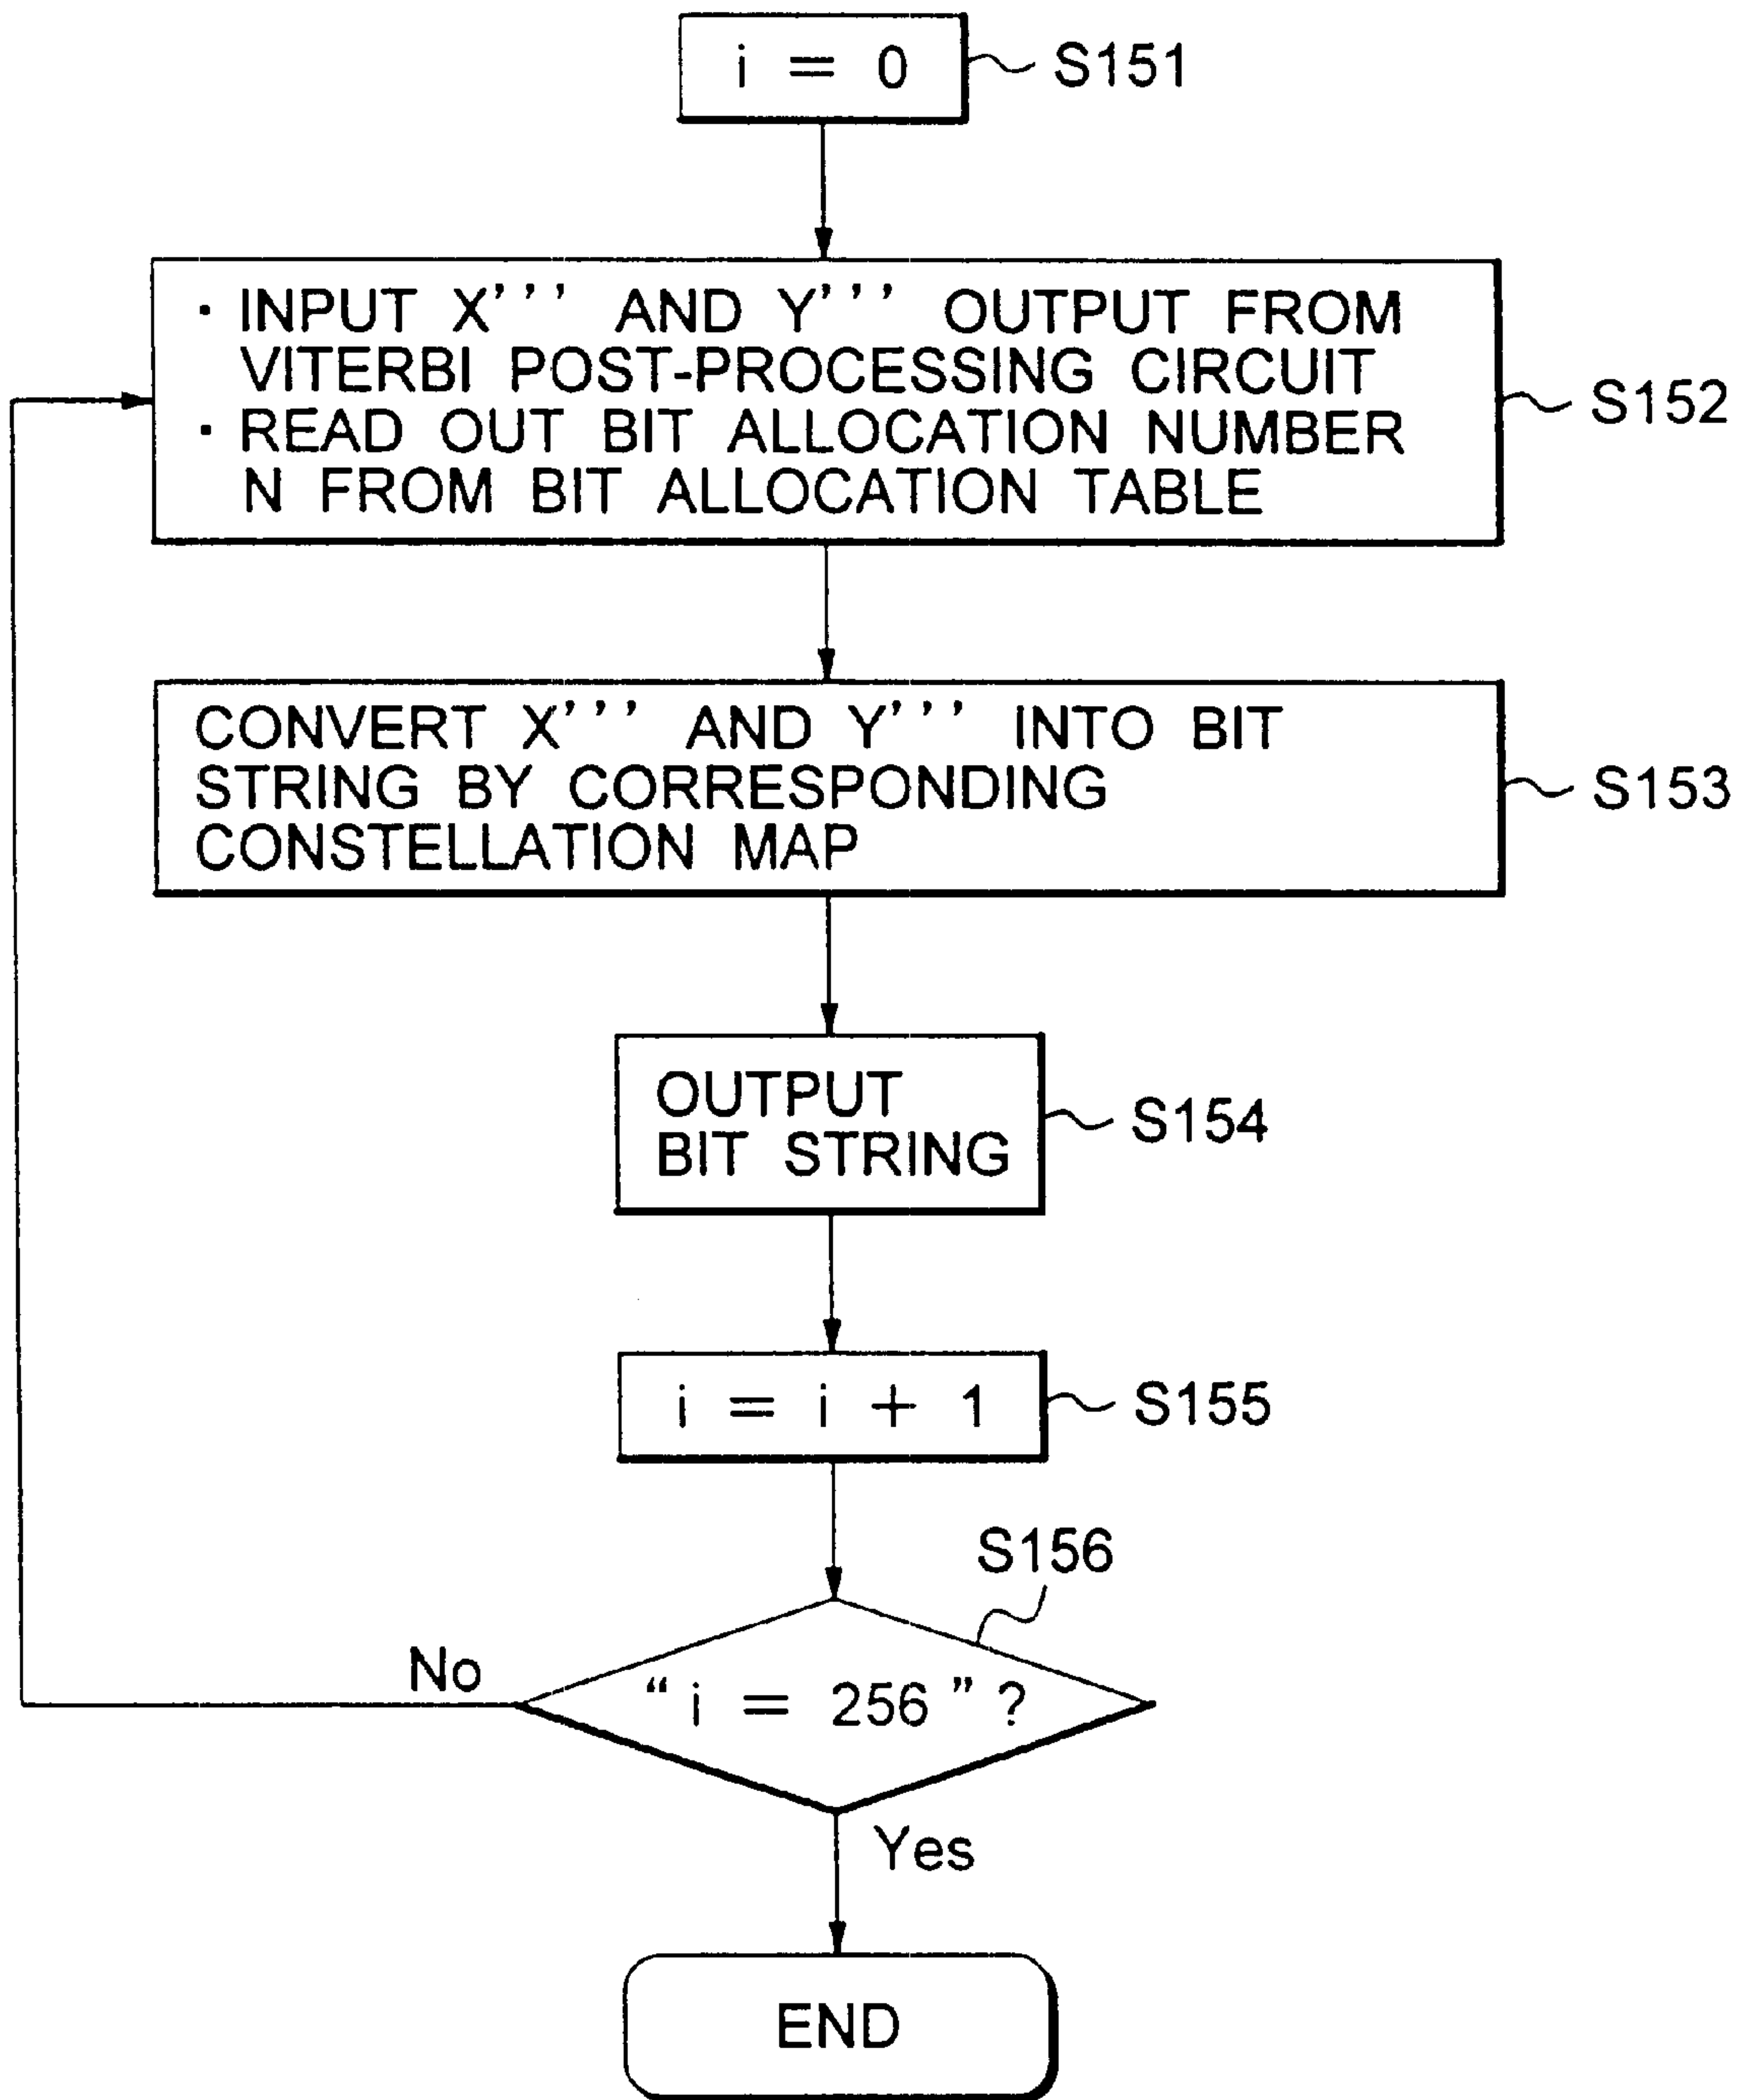 i = 0
S151
· INPUT X’’’ AND Y’’’ OUTPUT FROM
VITERBI POST-PROCESSING CIRCUIT
· READ OUT BIT ALLOCATION NUMBER
N FROM BIT ALLOCATION TABLE
S152
CONVERT X’’’ AND Y’’’ INTO BIT
STRING BY CORRESPONDING
CONSTELLATION MAP
S153
OUTPUT
BIT STRING
S154
i = i + 1
S155
S156
No
“ i = 256 ” ?
Yes
END